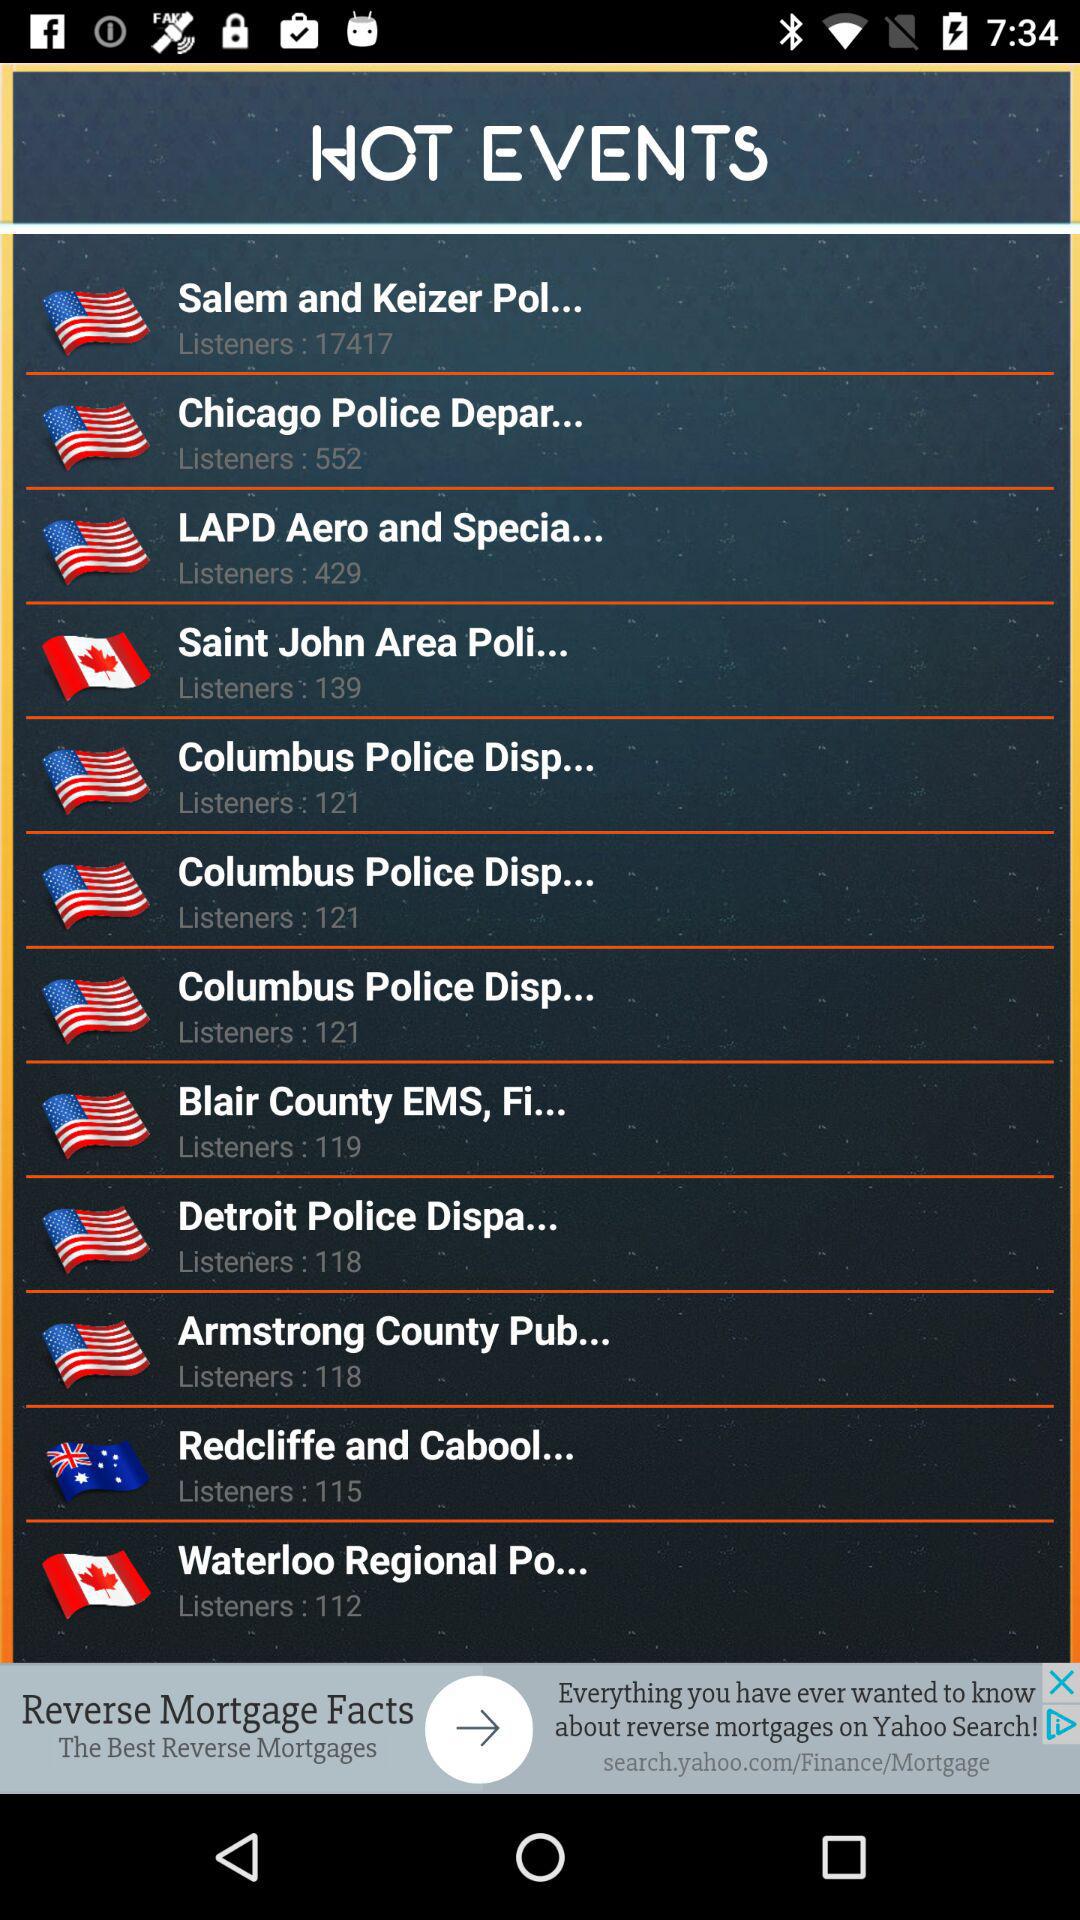 FAKE
7:34
HOT EVENTS
Salem and Keizer Pol...
Listeners : 17417
Chicago Police Depar...
Listeners : 552
LAPD Aero and Specia...
Listeners : 429
Saint John Area Poli...
Listeners : 139
Columbus Police Disp...
Listeners : 121
Columbus Police Disp...
Listeners : 121
Columbus Police Disp...
Listeners : 121
Blair County EMS, Fi...
Listeners : 119
Detroit Police Dispa...
Listeners : 118
Armstrong County Pub...
Listeners : 118
Redcliffe and Cabool...
Listeners : 115
Waterloo Regional Po...
Listeners : 112
Reverse Mortgage Facts
The Best Reverse Mortgages
Everything you have ever wanted to know
about reverse mortgages on Yahoo Search!
search.yahoo.com/Finance/Mortgage